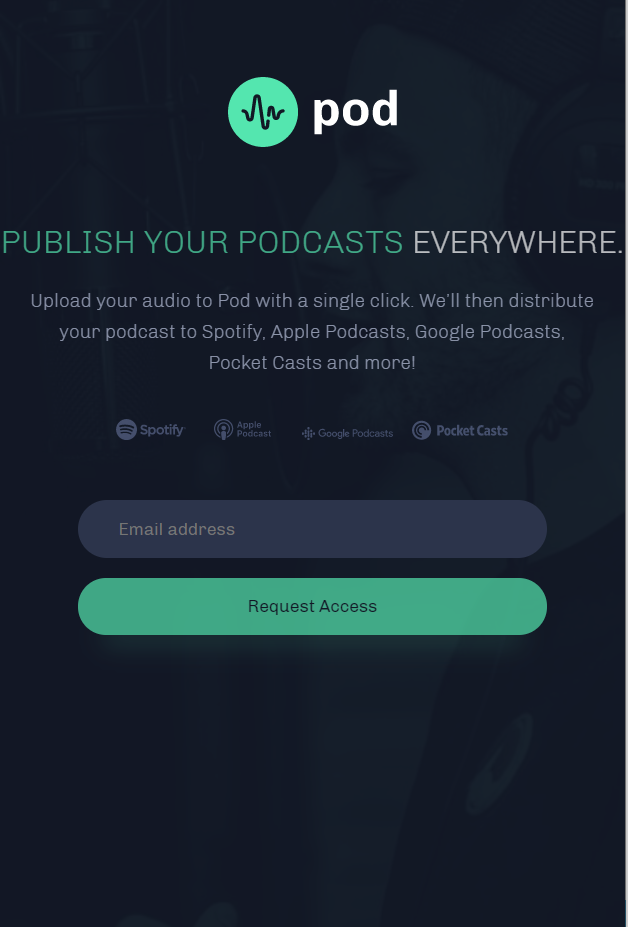 pod
PUBLISH YOUR PODCASTS EVERYWHERE.
Upload your audio to Pod with a single click. We’ll then distribute
your podcast to Spotify, Apple Podcasts, Google Podcasts,
Pocket Casts and more!
Spotify
Apple
Podcast
Google Podcasts
Pocket Casts
Email address
Request Access